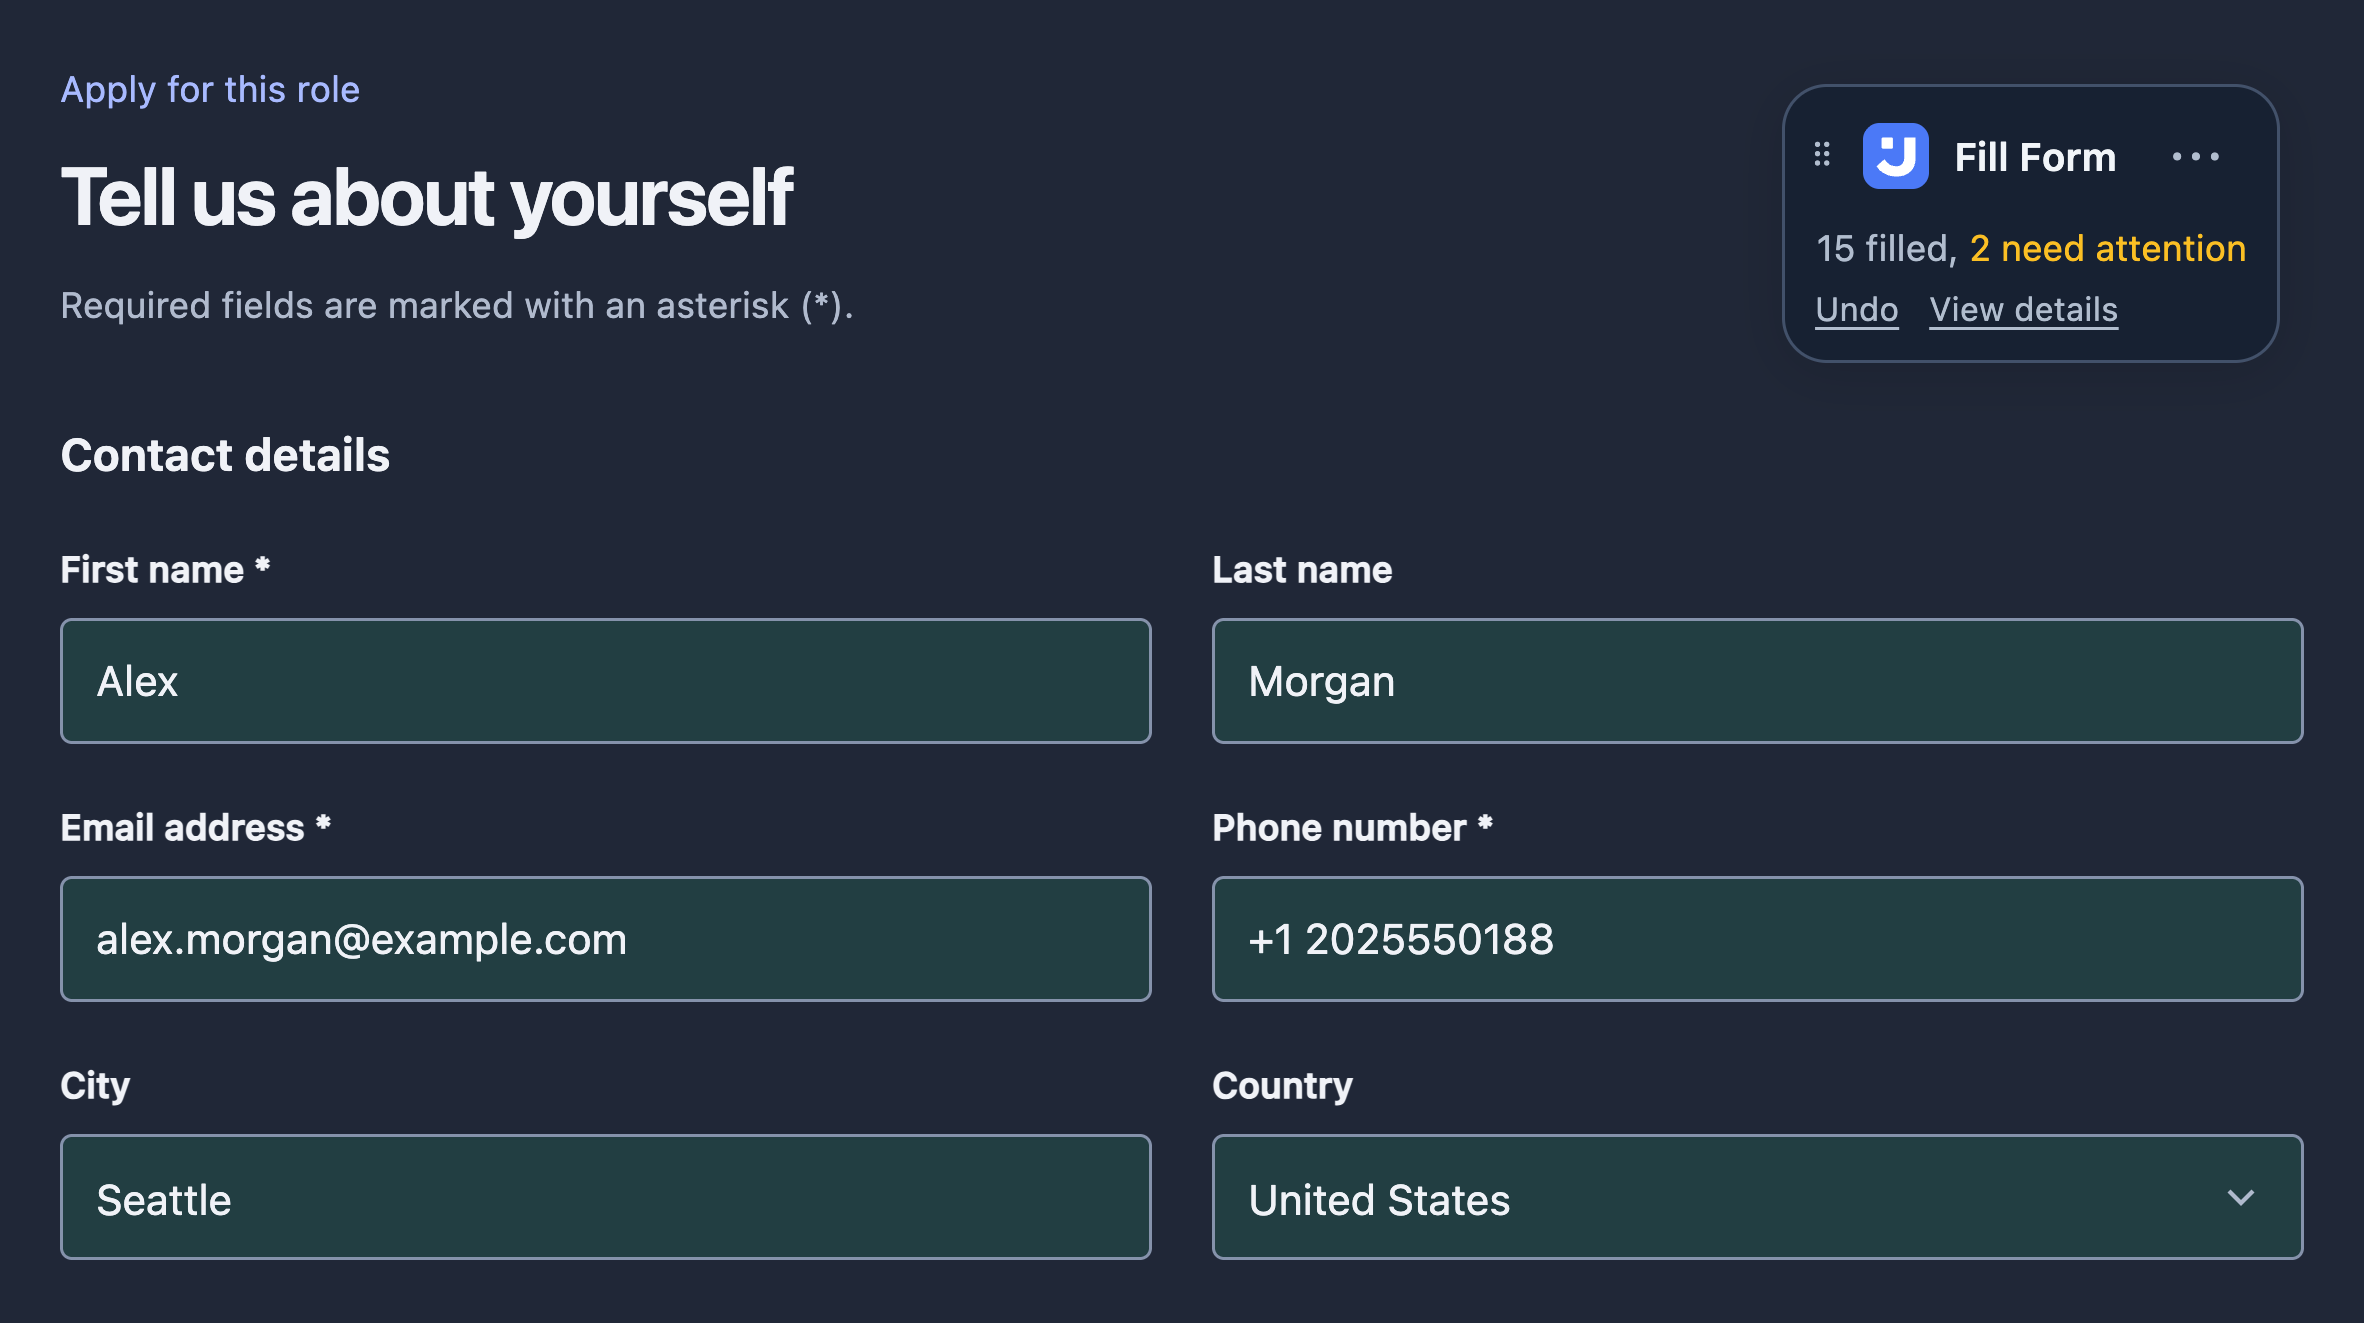 Apply for this role
Tell us about yourself
Required fields are marked with an asterisk (*).
Fill Form
15 filled, 2 need attention
Undo View details
Contact details
First name *
Last name
Alex
Morgan
Email address *
Phone number *
alex.morgan@example.com
+1 2025550188
City
Country
Seattle
United States